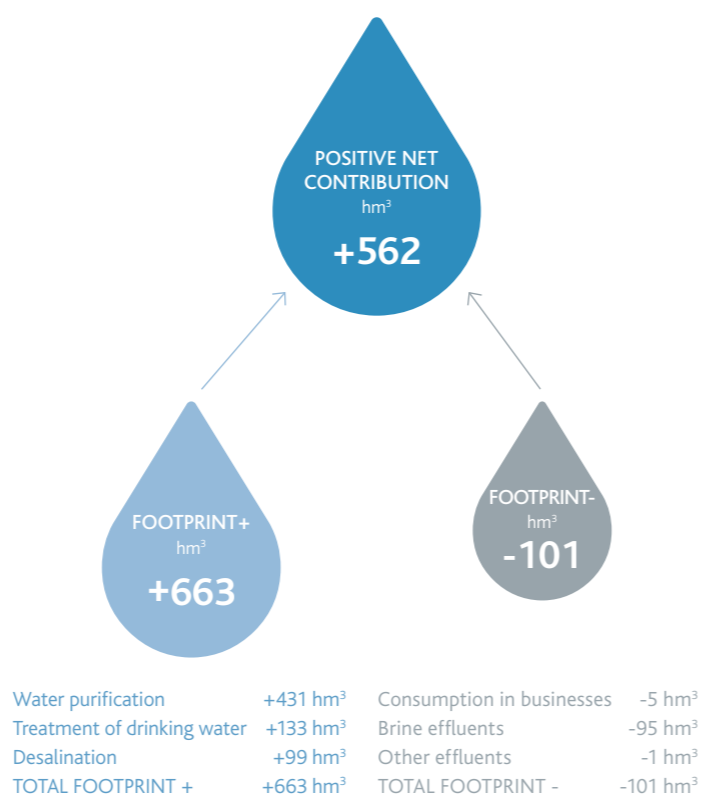 POSITIVE NET
CONTRIBUTION
hm³
+562
FOOTPRINT+
hm³
+663
FOOTPRINT-
hm³
-101
Water purification +431 hm³
Treatment of drinking water +133 hm³
Desalination +99 hm³
TOTAL FOOTPRINT + +663 hm³
Consumption in businesses -5 hm³
Brine effluents -95 hm³
Other effluents -1 hm³
TOTAL FOOTPRINT - -101 hm³